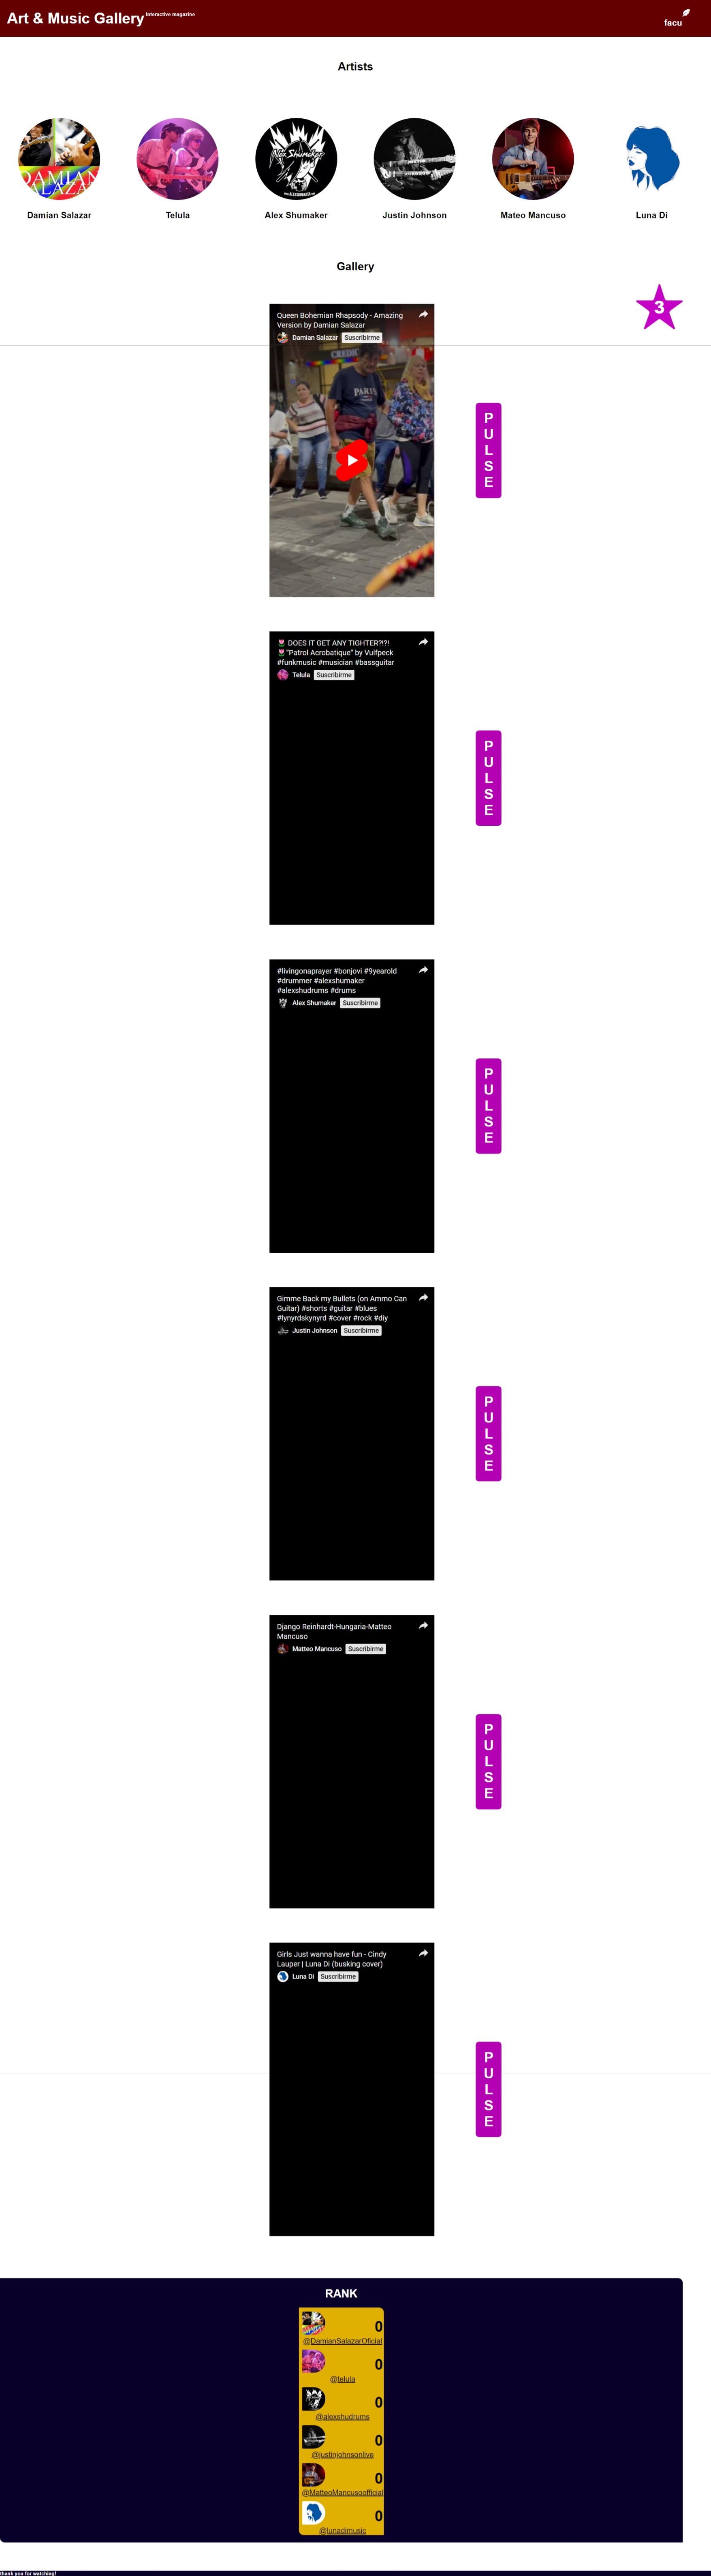 Art & Music Gallery Interactive magazine
facu
Artists
DAMIAN
SALAZAR
Alex Shumaker
www.ALEXSHUMAKER.com
Damian Salazar
Telula
Alex Shumaker
Justin Johnson
Mateo Mancuso
Luna Di
Gallery
3
Queen Bohemian Rhapsody - Amazing
Version by Damian Salazar
Damian Salazar Suscribirme
PARIS
P
U
L
S
E
🌷 DOES IT GET ANY TIGHTER?!?!
🌷"Patrol Acrobatique" by Vulfpeck
#funkmusic #musician #bassguitar
Telula Suscribirme
P
U
L
S
E
#livingonaprayer #bonjovi #9yearold
#drummer #alexshumaker
#alexshudrums #drums
Alex Shumaker Suscribirme
P
U
L
S
E
Gimme Back my Bullets (on Ammo Can
Guitar) #shorts #guitar #blues
#lynyrdskynyrd #cover #rock #diy
Justin Johnson Suscribirme
P
U
L
S
E
Django Reinhardt-Hungaria-Matteo
Mancuso
Matteo Mancuso Suscribirme
P
U
L
S
E
Girls Just wanna have fun - Cindy
Lauper | Luna Di (busking cover)
Luna Di Suscribirme
P
U
L
S
E
RANK
0
@DamianSalazarOficial
0
@telula
0
@alexshudrums
0
@justinjohnsonlive
0
@MatteoMancusoofficial
0
@lunadimusic
thank you for watching!